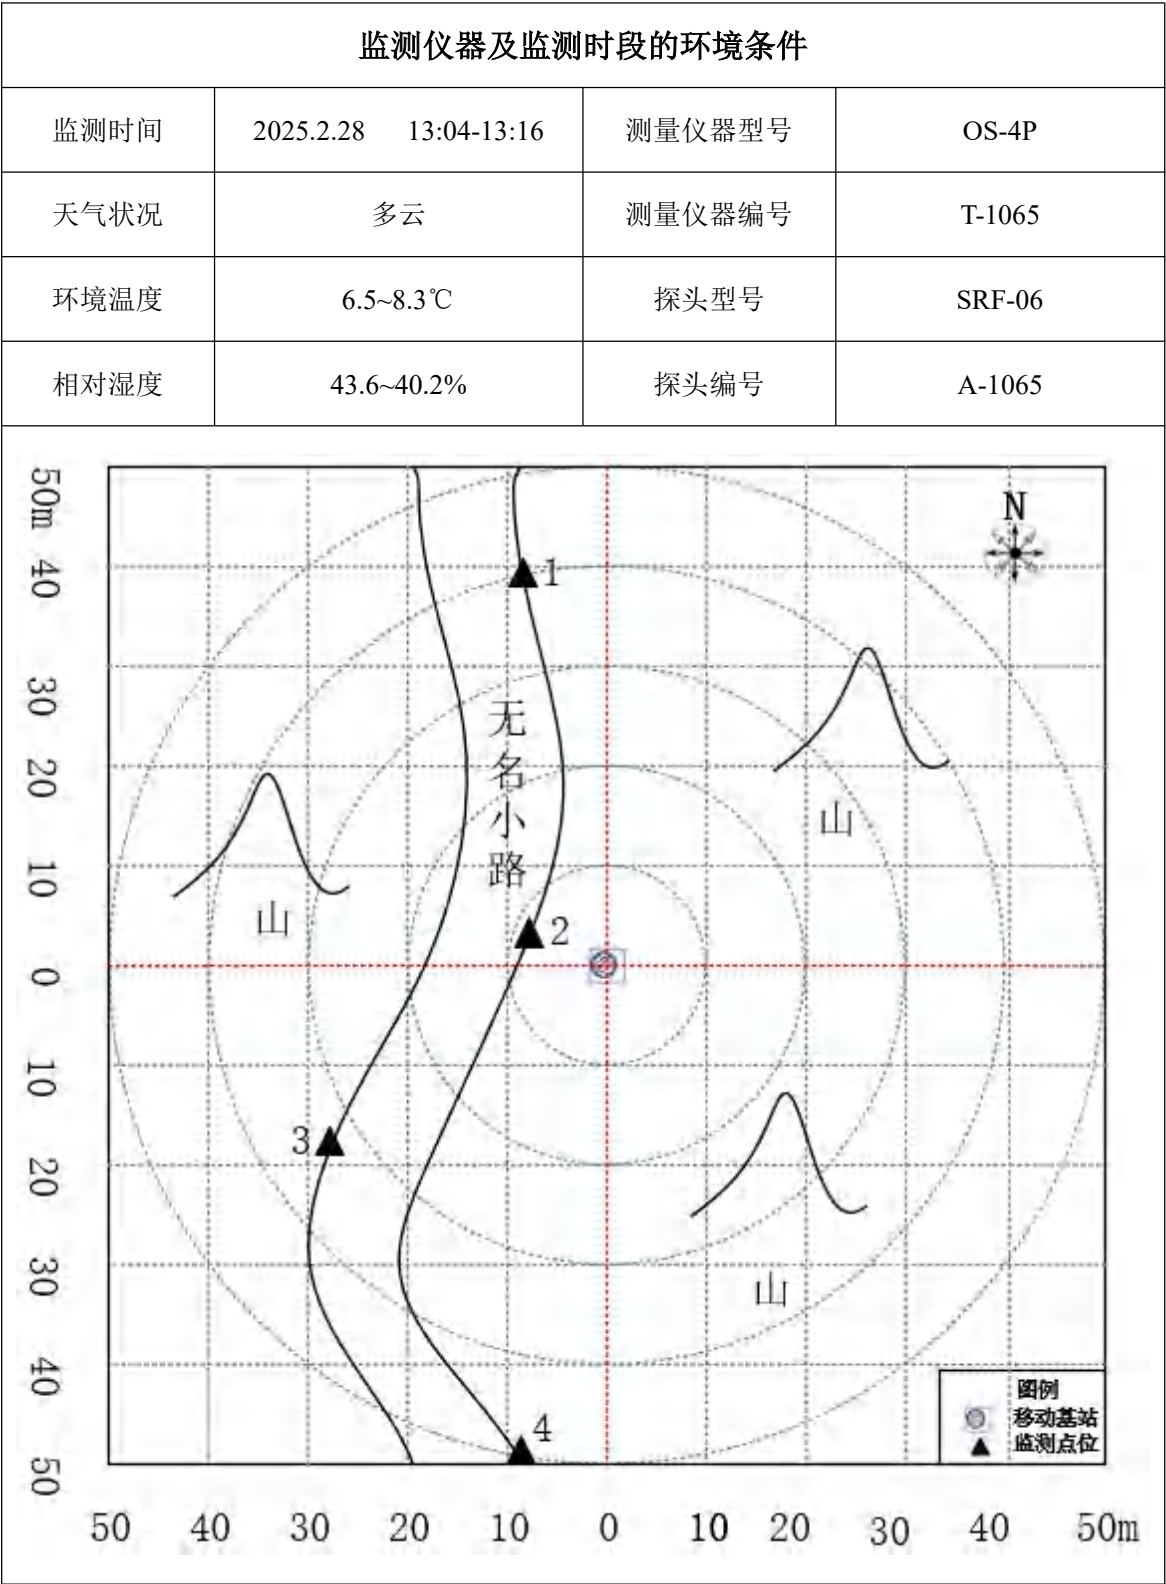 监测仪器及监测时段的环境条件
监测时间 2025.2.28 13:04-13:16 测量仪器型号 OS-4P
天气状况 多云 测量仪器编号 T-1065
环境温度 6.5~8.3℃ 探头型号 SRF-06
相对湿度 43.6~40.2% 探头编号 A-1065
50m
40
30
20
10
0
10
20
30
40
50
N
1
无名小路
山
山
2
3
山
4
图例
移动基站
监测点位
50 40 30 20 10 0 10 20 30 40 50m